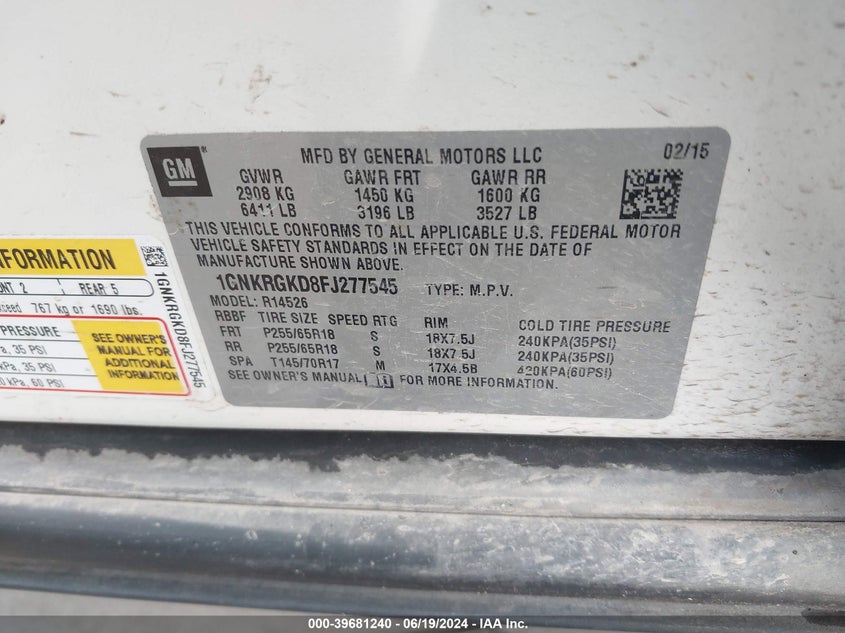 GM
MFD BY GENERAL MOTORS LLC 02/15
GVWR GAWR FRT GAWR RR
2908 KG 1450 KG 1600 KG
6411 LB 3196 LB 3527 LB
THIS VEHICLE CONFORMS TO ALL APPLICABLE U.S. FEDERAL MOTOR
VEHICLE SAFETY STANDARDS IN EFFECT ON THE DATE OF
MANUFACTURE SHOWN ABOVE.
1GNKRGKD8FJ277545 TYPE: M.P.V.
MODEL: R14526
RBBF TIRE SIZE SPEED RTG RIM COLD TIRE PRESSURE
FRT P255/65R18 S 18X7.5J 240KPA(35PSI)
RR P255/65R18 S 18X7.5J 240KPA(35PSI)
SPA T145/70R17 M 17X4.5B 420KPA(60PSI)
SEE OWNER'S MANUAL i FOR MORE INFORMATION.
INFORMATION
2 REAR 5
767 kg or 1690 lbs.
PRESSURE
35 PSI
35 PSI
60 PSI
SEE OWNER'S
MANUAL FOR
ADDITIONAL
INFORMATION
1GNKRGKD8FJ277545
000-39681240 - 06/19/2024 - IAAI.com